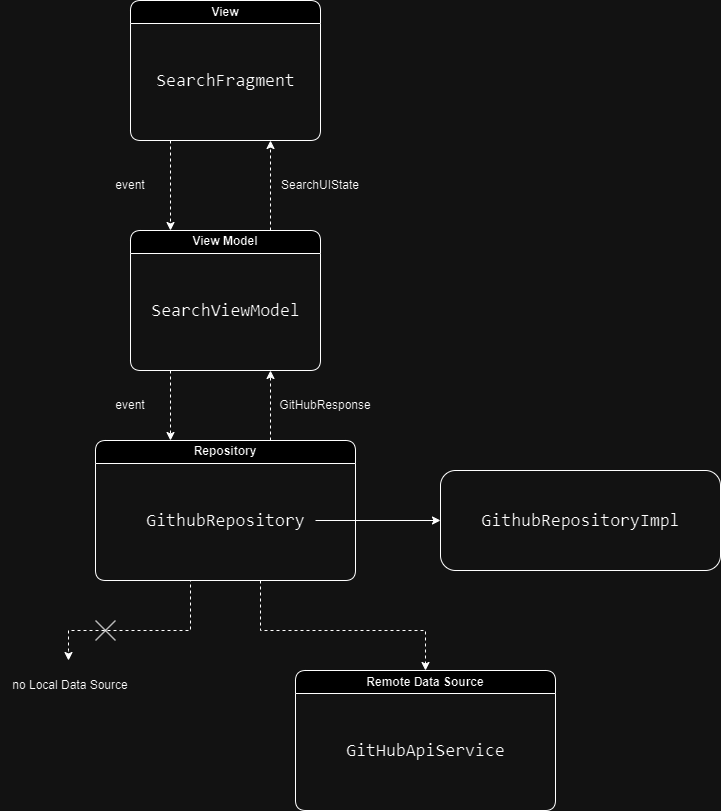 View
SearchFragment
event
SearchUIState
View Model
SearchViewModel
event
GitHubResponse
Repository
GithubRepository
GithubRepositoryImpl
no Local Data Source
Remote Data Source
GitHubApiService